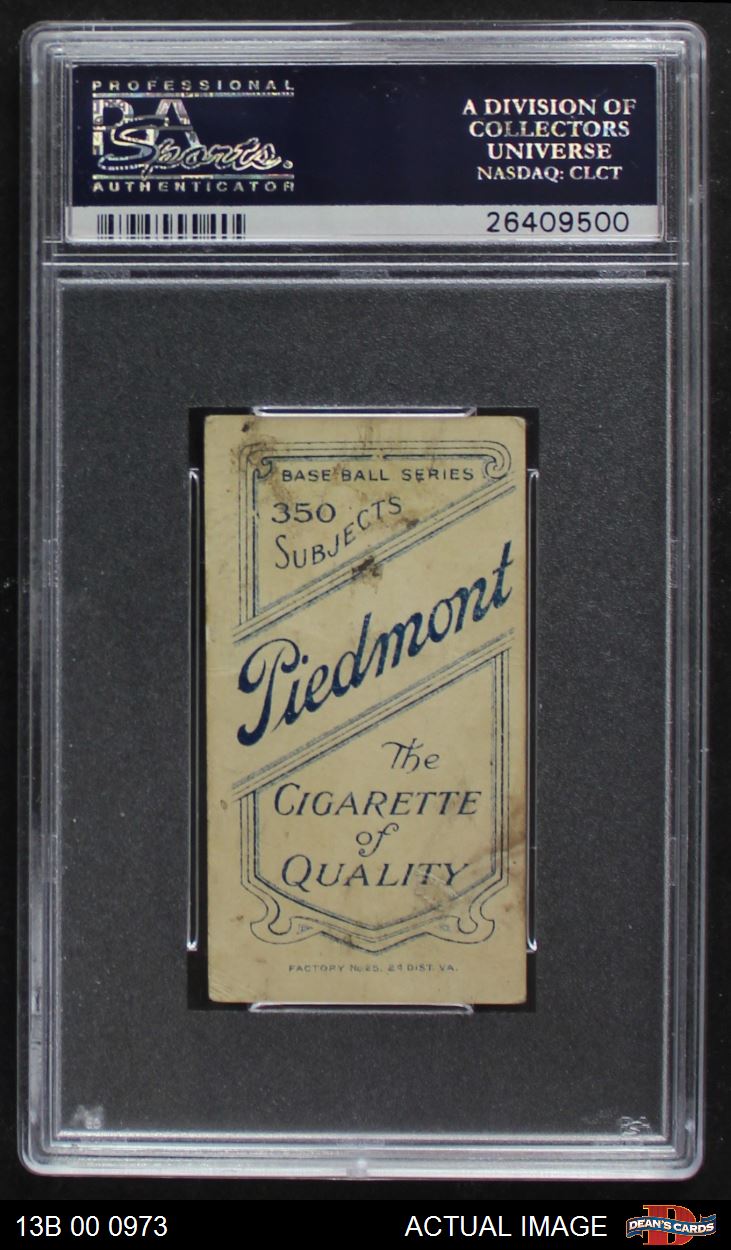 PROFESSIONAL
PSA
Sports.
AUTHENTICATOR
A DIVISION OF
COLLECTORS
UNIVERSE
NASDAQ: CLCT
26409500
BASE BALL SERIES
350
SUBJECTS
Piedmont
The
CIGARETTE
of
QUALITY
FACTORY No 25, 2d DIST. VA.
PSA
13B 00 0973
ACTUAL IMAGE
D
DEAN'S CARDS